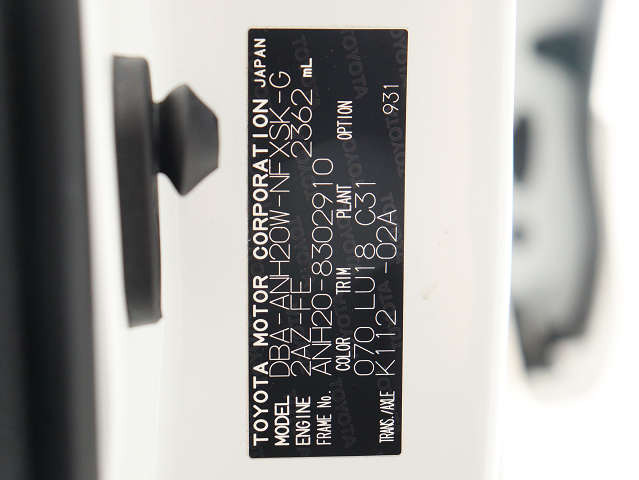 TOYOTA MOTOR CORPORATION JAPAN
MODEL DBA-ANH20W-NFXSK-G
ENGINE 2AZ-FE 2362 mL
FRAME No. ANH20-8302910
COLOR TRIM PLANT OPTION
070 LU18 C31
TRANS./AXLE K112 -02A 931